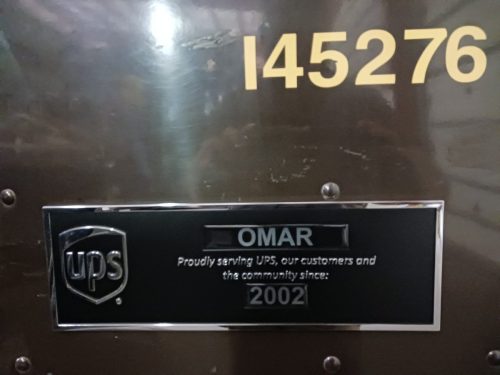 145276
OMAR
ups
Proudly serving UPS, our customers and
the community since:
2002